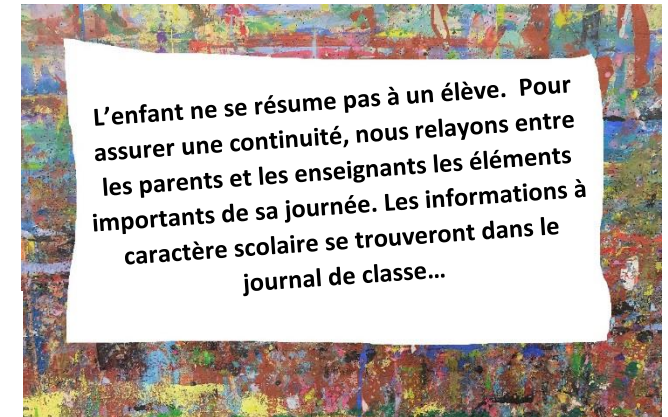 L’enfant ne se résume pas à un élève.  Pour
assurer une continuité, nous relayons entre
les parents et les enseignants les éléments
importants de sa journée. Les informations à
caractère scolaire se trouveront dans le
journal de classe…